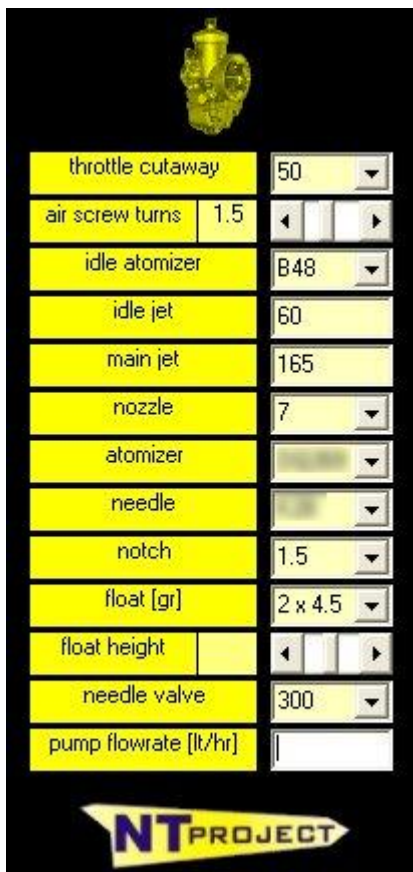 throttle cutaway 50
air screw turns 1.5
idle atomizer B48
idle jet 60
main jet 165
nozzle 7
atomizer
needle
notch 1.5
float [gr] 2 x 4.5
float height
needle valve 300
pump flowrate [lt/hr]
NTPROJECT